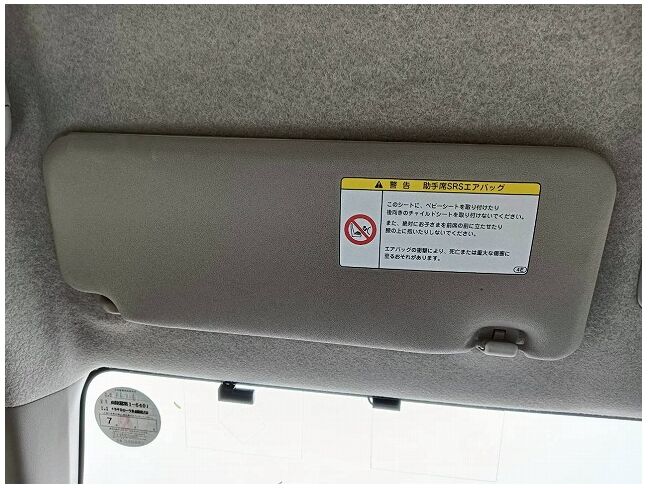 警告 助手席SRSエアバッグ
このシートに、ベビーシートを取り付けたり
後向きのチャイルドシートを取り付けないでください。
また、絶対にお子さまを前席の前に立たせたり
膝の上に抱いたりしないでください。
エアバッグの衝撃により、死亡または重大な傷害に
至るおそれがあります。
7